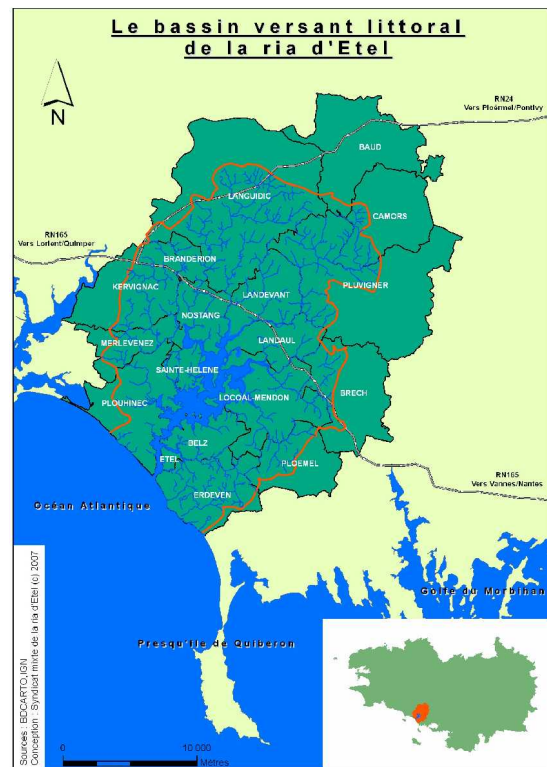 Le bassin versant littoral
de la ria d'Etel
N
RN24
Vers Ploërmel/Pontivy
BAUD
LANGUIDIC
CAMORS
RN165
Vers Lorient/Quimper
BRANDERION
KERVIGNAC
LANDEVANT
PLUVIGNER
NOSTANG
MERLEVENEZ
LANDAUL
SAINTE-HELENE
PLOUHINEC
LOCOAL-MENDON
BRECH
BELZ
ETEL
PLOEMEL
RN165
Vers Vannes/Nantes
ERDEVEN
Océan Atlantique
Golfe du Morbihan
Presqu'île de Quiberon
Sources : BDCARTO,IGN
Conception : Syndicat mixte de la ria d'Etel (c) 2007
0
10 000
Mètres